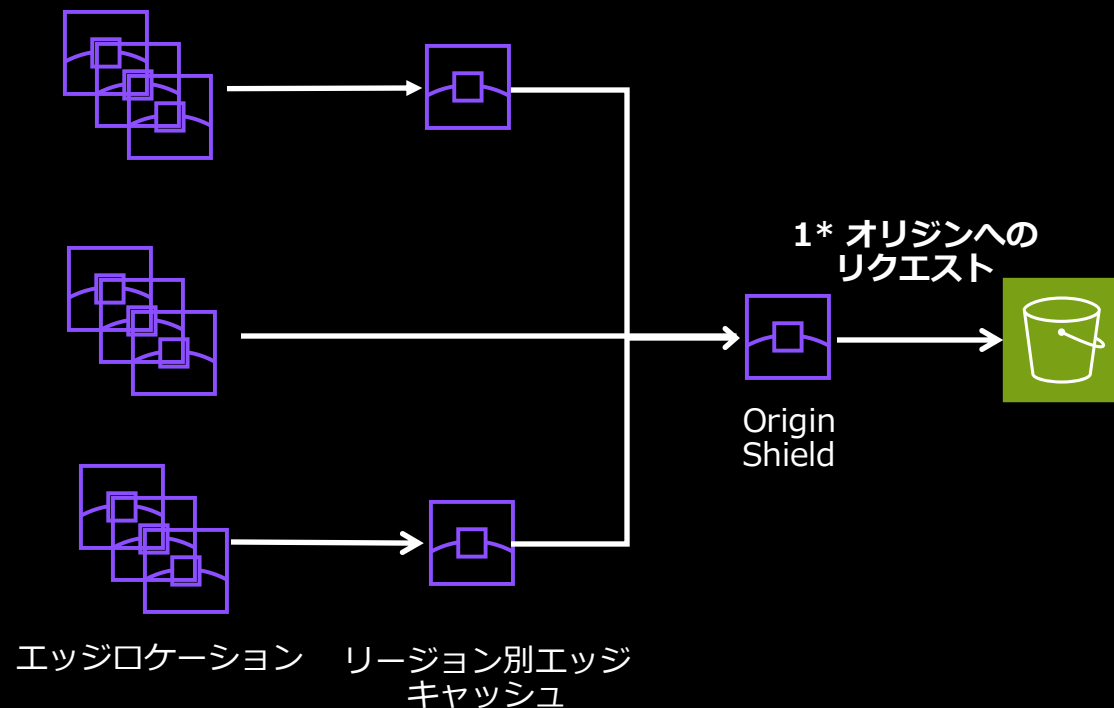 1* オリジンへの
リクエスト
Origin
Shield
エッジロケーション
リージョン別エッジ
キャッシュ